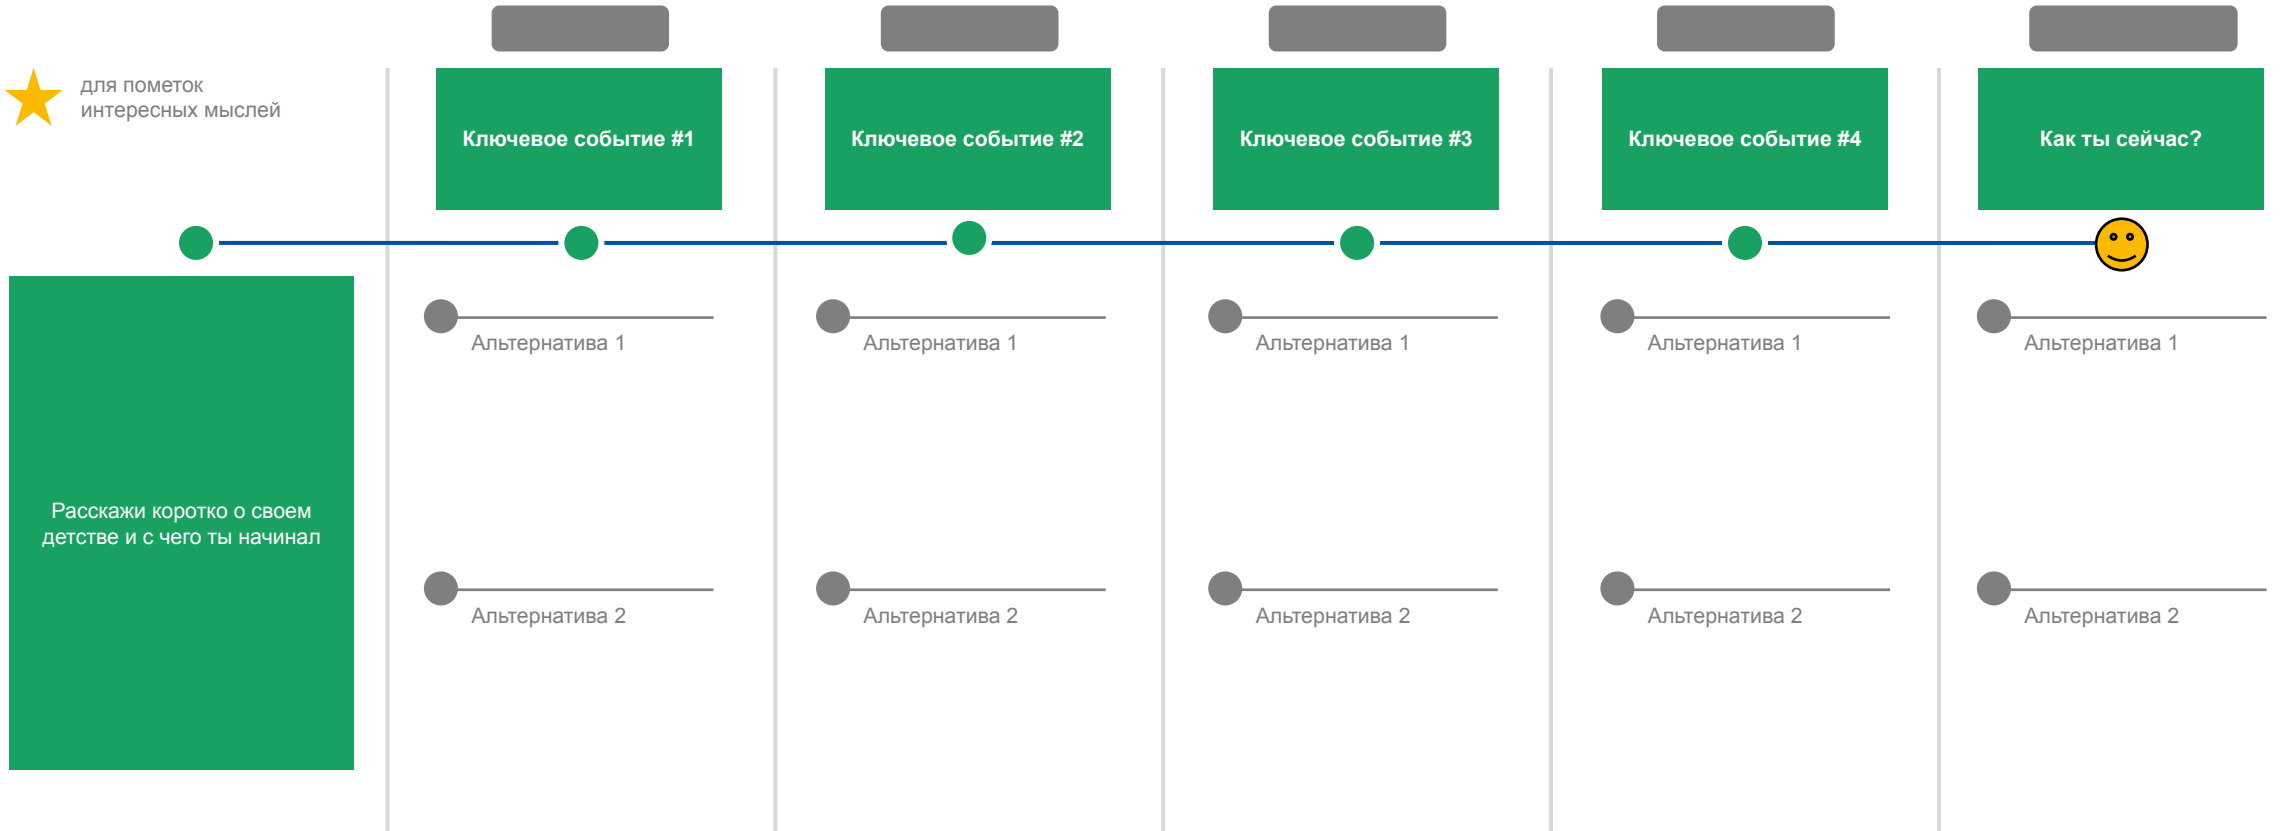 для пометок
интересных мыслей
Ключевое событие #1
Ключевое событие #2
Ключевое событие #3
Ключевое событие #4
Как ты сейчас?
Расскажи коротко о своем
детстве и с чего ты начинал
Альтернатива 1
Альтернатива 1
Альтернатива 1
Альтернатива 1
Альтернатива 1
Альтернатива 2
Альтернатива 2
Альтернатива 2
Альтернатива 2
Альтернатива 2